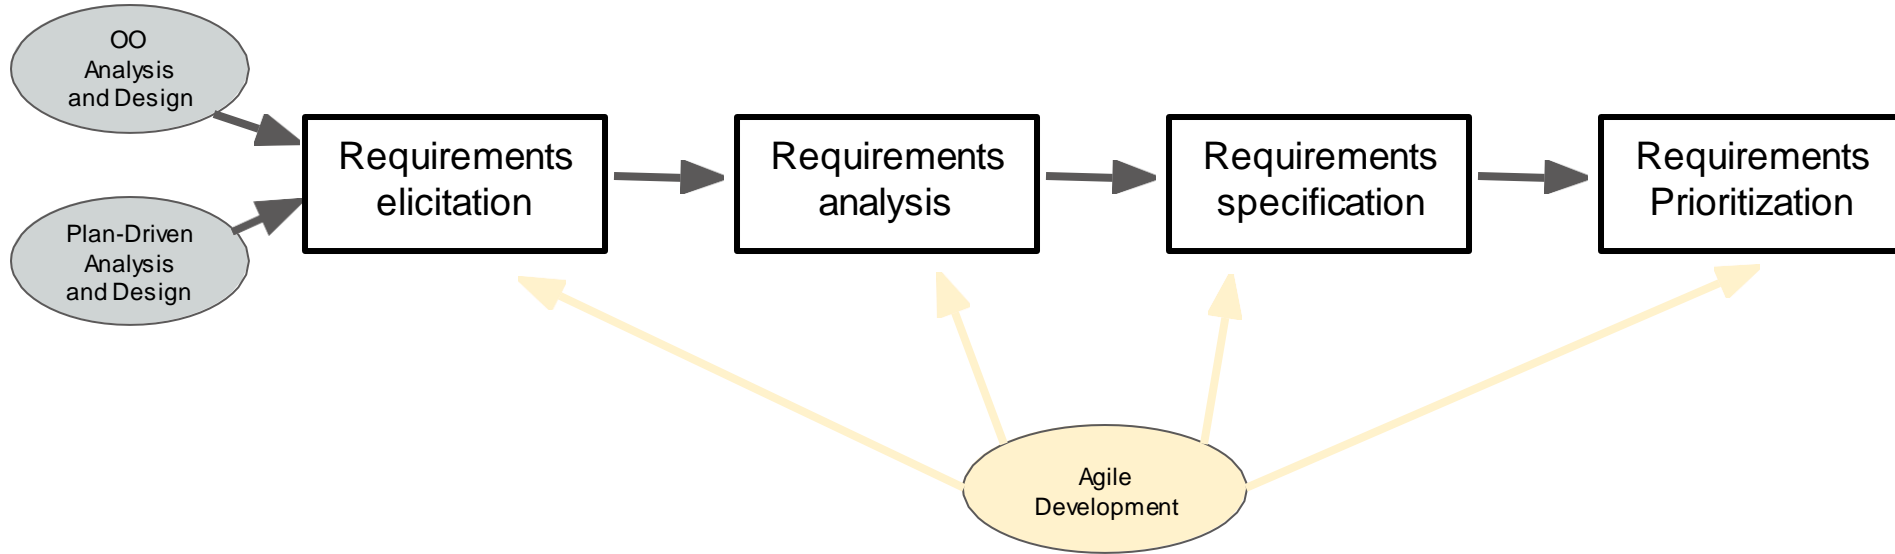 OO
Analysis
and Design
Plan-Driven
Analysis
and Design
Requirements
elicitation
Requirements
analysis
Requirements
specification
Requirements
Prioritization
Agile
Development